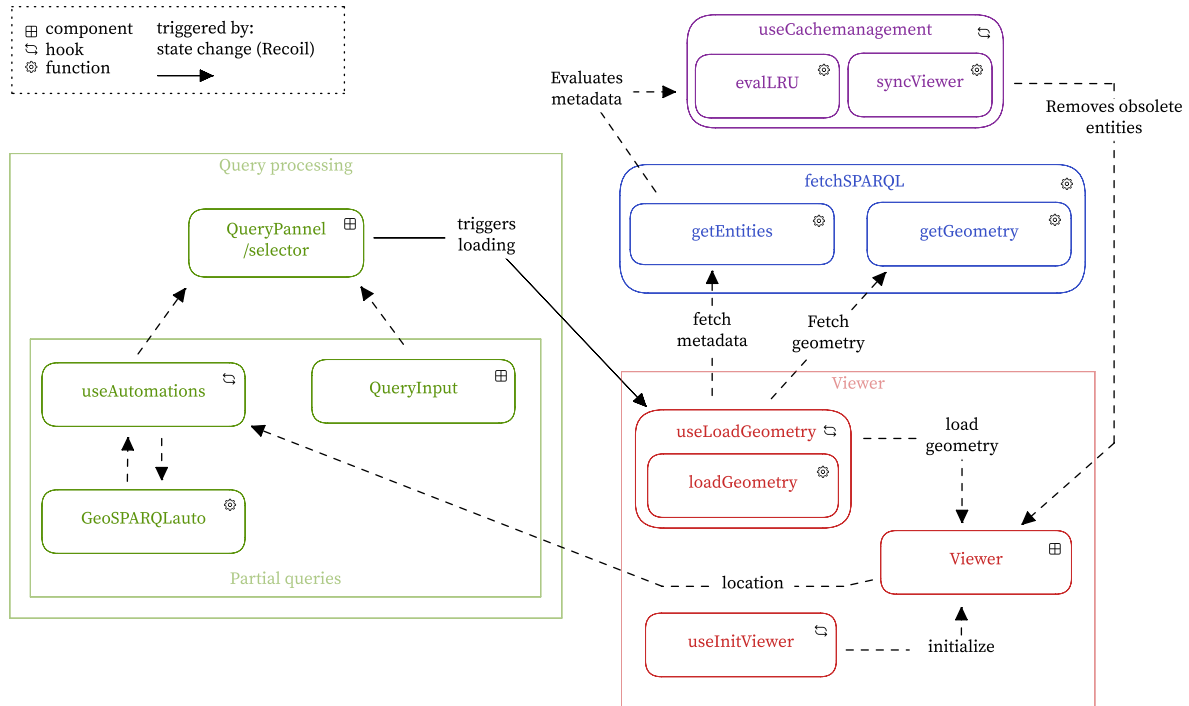 component
hook
function
triggered by:
state change (Recoil)
useCachemanagement
evalLRU
syncViewer
Evaluates
metadata
Removes obsolete
entities
Query processing
QueryPannel
/selector
triggers
loading
fetchSPARQL
getEntities
getGeometry
fetch
metadata
Fetch
geometry
useAutomations
QueryInput
GeoSPARQLauto
Partial queries
Viewer
useLoadGeometry
loadGeometry
load
geometry
Viewer
location
useInitViewer
initialize